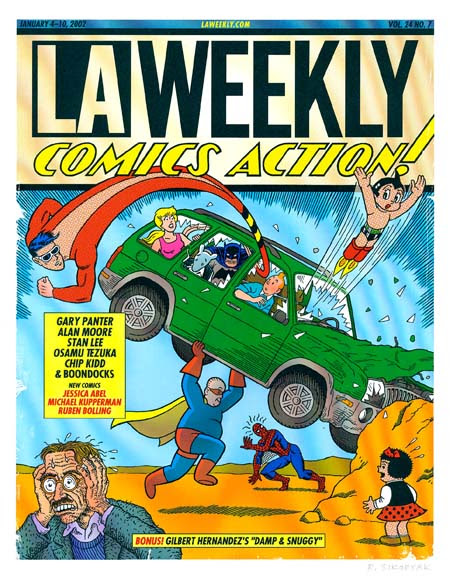 JANUARY 4–10, 2002 LAWEEKLY.COM VOL. 24 NO. 7
LA WEEKLY
COMICS ACTION!
GARY PANTER
ALAN MOORE
STAN LEE
OSAMU TEZUKA
CHIP KIDD
& BOONDOCKS
NEW COMICS
JESSICA ABEL
MICHAEL KUPPERMAN
RUBEN BOLLING
BONUS! GILBERT HERNANDEZ'S "DAMP & SNUGGY"
R. SIKORYAK